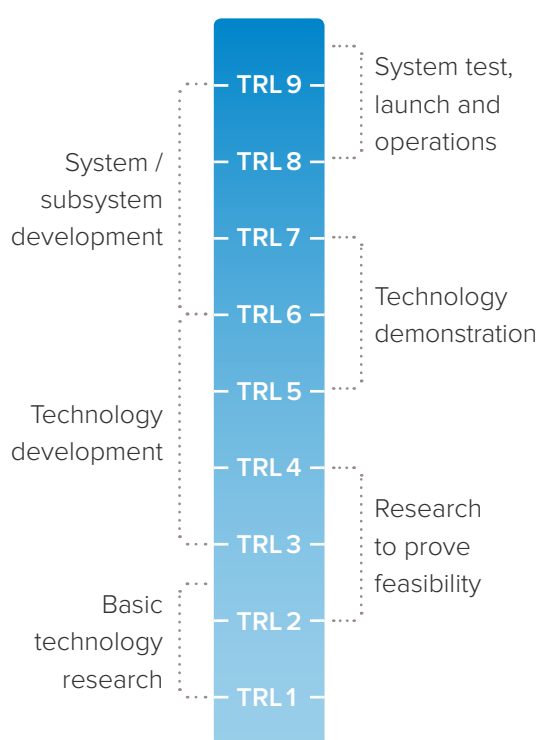 TRL 9
TRL 8
TRL 7
TRL 6
TRL 5
TRL 4
TRL 3
TRL 2
TRL 1
System /
subsystem
development
Technology
development
Basic
technology
research
System test,
launch and
operations
Technology
demonstration
Research
to prove
feasibility